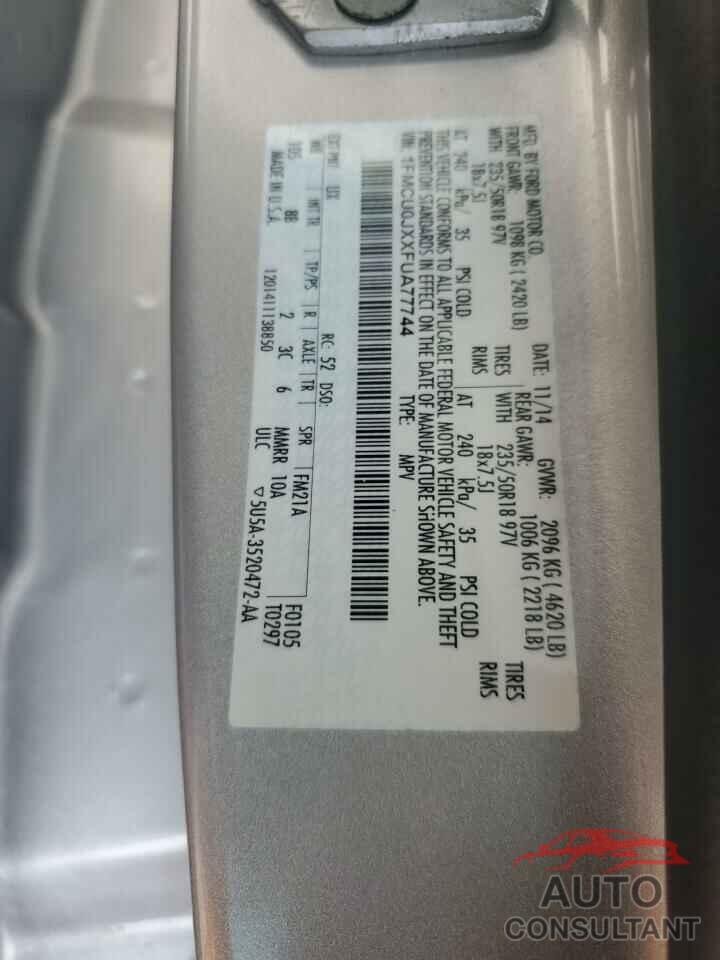 MFD. BY FORD MOTOR CO.
DATE: 11/14 GVWR: 2096 KG ( 4620 LB)
FRONT GAWR: 1098 KG ( 2420 LB) REAR GAWR: 1006 KG ( 2218 LB)
WITH 235/50R18 97V TIRES WITH 235/50R18 97V TIRES
18x7.5J RIMS 18x7.5J RIMS
AT 240 kPa/ 35 PSI COLD AT 240 kPa/ 35 PSI COLD
THIS VEHICLE CONFORMS TO ALL APPLICABLE FEDERAL MOTOR VEHICLE SAFETY AND THEFT
PREVENTION STANDARDS IN EFFECT ON THE DATE OF MANUFACTURE SHOWN ABOVE.
VIN: 1FMCU0JXXFUA77744 TYPE: MPV
F0105
T0297
EXT PNT: UX RC: 52 DSO:
WB INT TR TP/PS R AXLE TR SPR FM21A
105 8B 2 3C 6 MMRR 10A
MADE IN U.S.A. ULC ▽5U5A-3520472-AA
1201411138850
AUTO
CONSULTANT